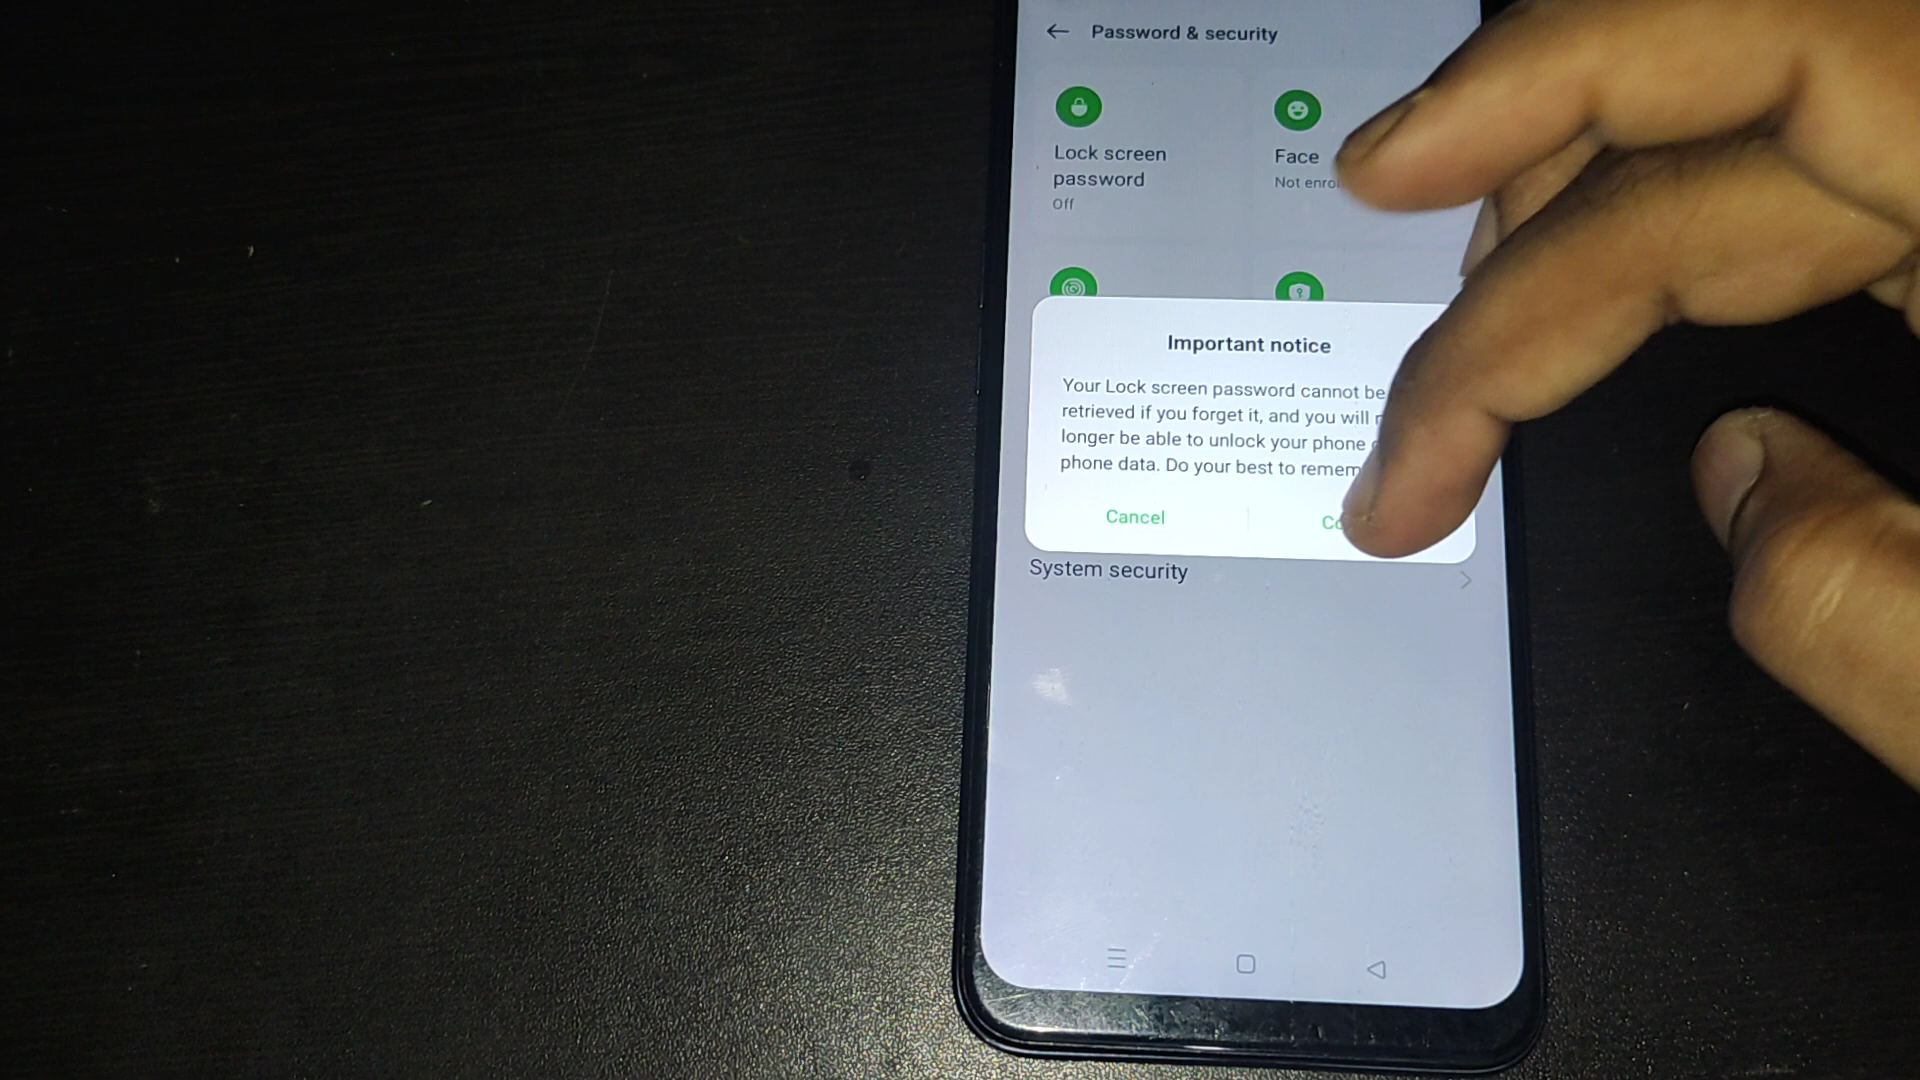 Password & security
Lock screen
password
Off
Face
Not
Important notice
Your Lock screen password cannot be
retrieved if you forget it, and you will
longer be able to unlock your phone
phone data. Do your best to
Cancel
System security